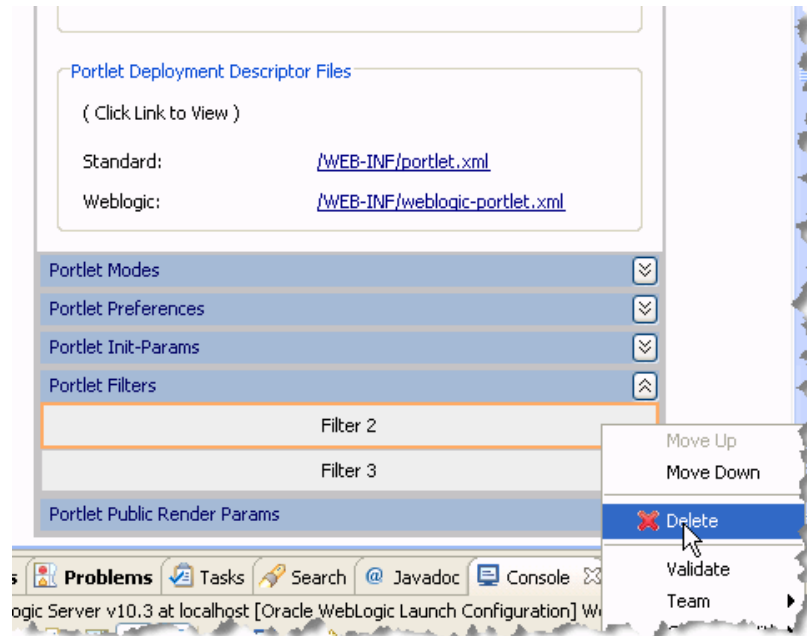 Portlet Deployment Descriptor Files
( Click Link to View )
Standard: /WEB-INF/portlet.xml
Weblogic: /WEB-INF/weblogic-portlet.xml
Portlet Modes
Portlet Preferences
Portlet Init-Params
Portlet Filters
Filter 2
Filter 3
Portlet Public Render Params
Move Up
Move Down
Delete
Validate
Team
s Problems Tasks Search @ Javadoc Console
ogic Server v10.3 at localhost [Oracle WebLogic Launch Configuration] W